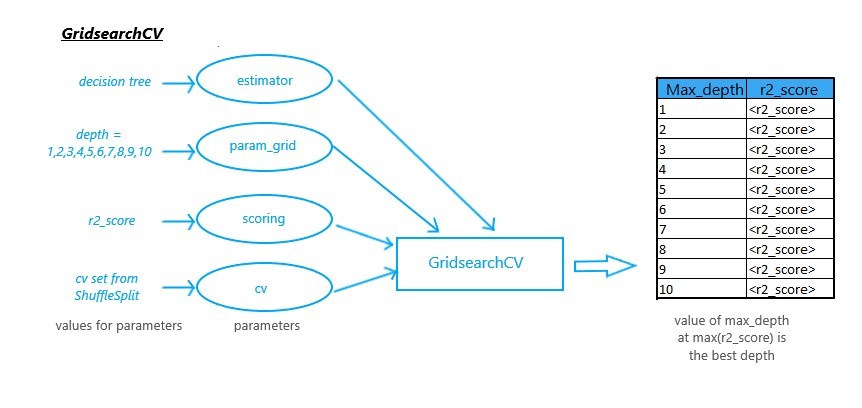 GridsearchCV
decision tree
estimator
depth =
1,2,3,4,5,6,7,8,9,10
param_grid
r2_score
scoring
cv set from
ShuffleSplit
cv
values for parameters
parameters
GridsearchCV
Max_depth r2_score
1 <r2_score>
2 <r2_score>
3 <r2_score>
4 <r2_score>
5 <r2_score>
6 <r2_score>
7 <r2_score>
8 <r2_score>
9 <r2_score>
10 <r2_score>
value of max_depth
at max(r2_score) is
the best depth